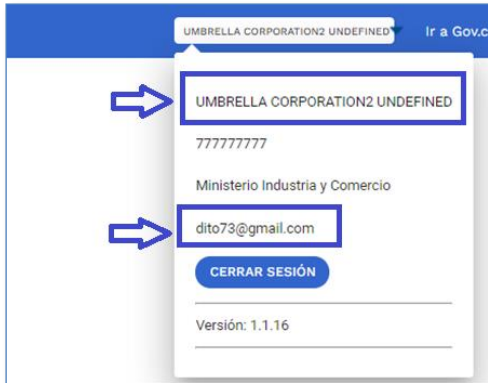 UMBRELLA CORPORATION2 UNDEFINED Ir a Gov.c
UMBRELLA CORPORATION2 UNDEFINED
777777777
Ministerio Industria y Comercio
dito73@gmail.com
CERRAR SESIÓN
Versión: 1.1.16